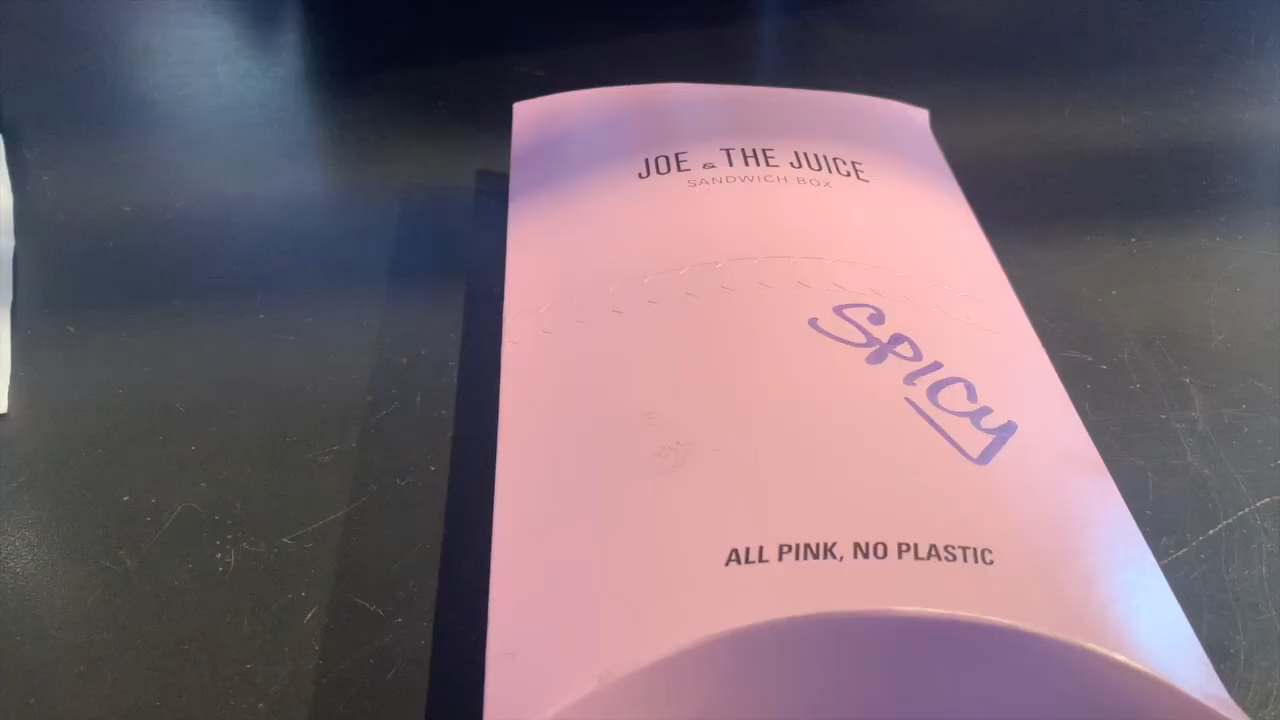 JOE & THE JUICE
SANDWICH BOX
SPICY
ALL PINK, NO PLASTIC